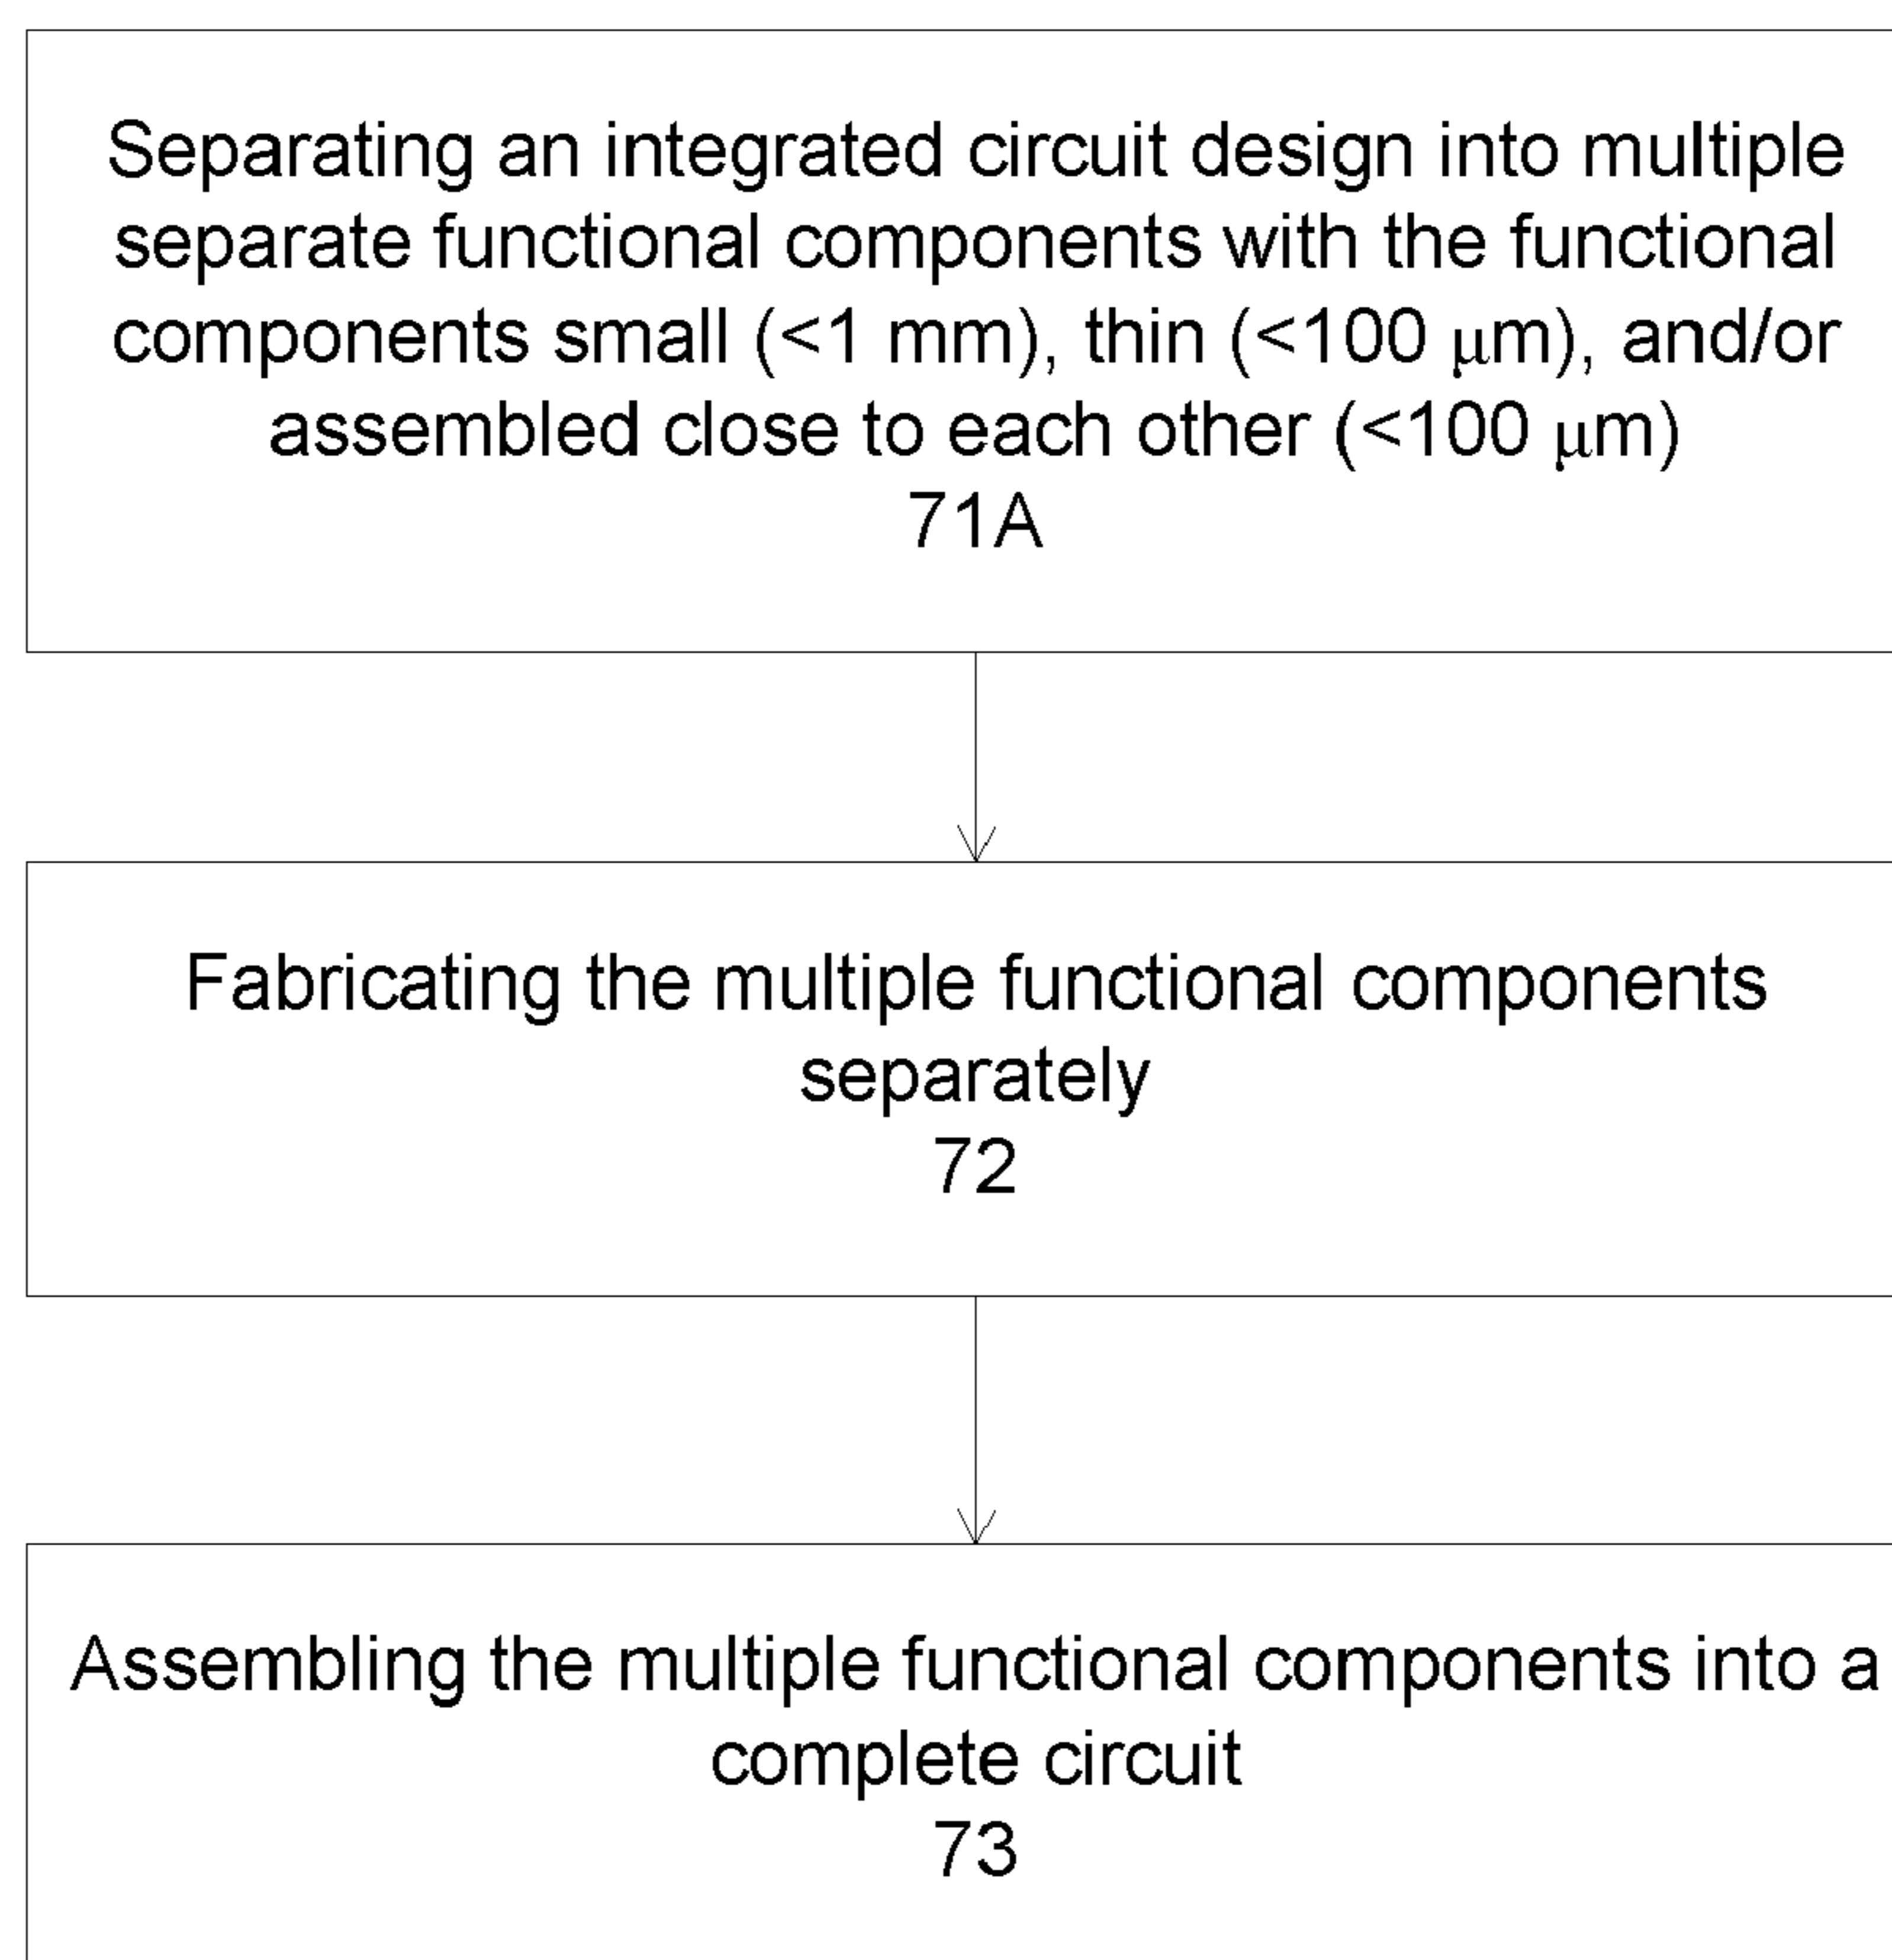 Separating an integrated circuit design into multiple
separate functional components with the functional
components small (<1 mm), thin (<100 μm), and/or
assembled close to each other (<100 μm)
71A
Fabricating the multiple functional components
separately
72
Assembling the multiple functional components into a
complete circuit
73